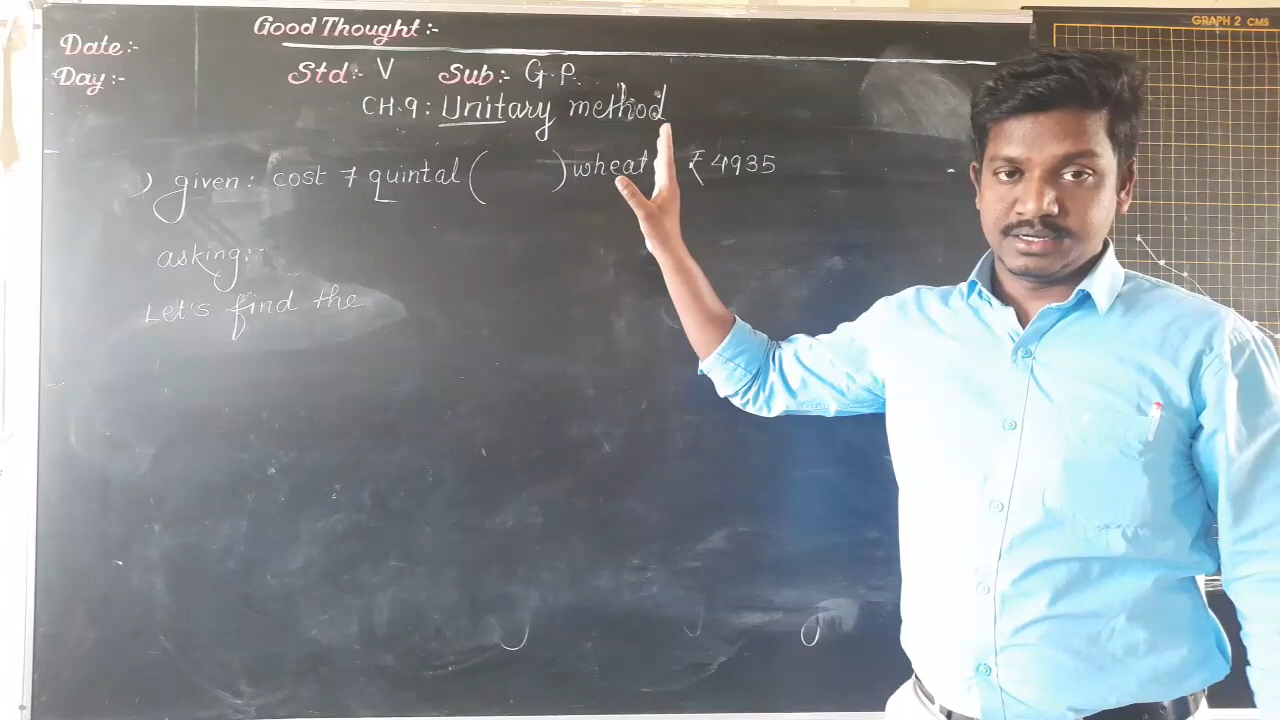 GRAPH 2 CMS
Good Thought :-
Date :-
Day :-
Std :- V Sub :- G.P.
CH.9 : Unitary method
) given : cost 7 quintal ( ) wheat ₹ 4935
asking :-
Let's find the